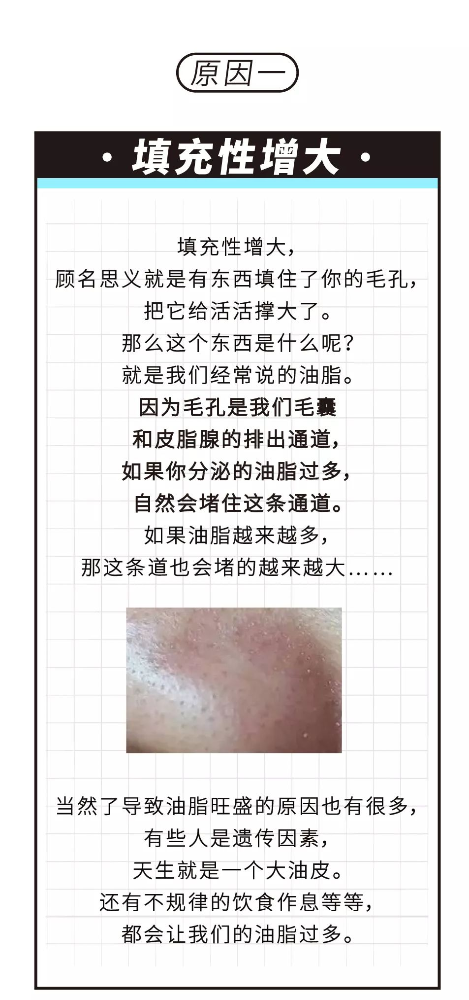 原因一
· 填充性增大 ·
填充性增大，
顾名思义就是有东西填住了你的毛孔，
把它给活活撑大了。
那么这个东西是什么呢？
就是我们经常说的油脂。
因为毛孔是我们毛囊
和皮脂腺的排出通道，
如果你分泌的油脂过多，
自然会堵住这条通道。
如果油脂越来越多，
那这条道也会堵的越来越大……
当然了导致油脂旺盛的原因也有很多，
有些人是遗传因素，
天生就是一个大油皮。
还有不规律的饮食作息等等，
都会让我们的油脂过多。